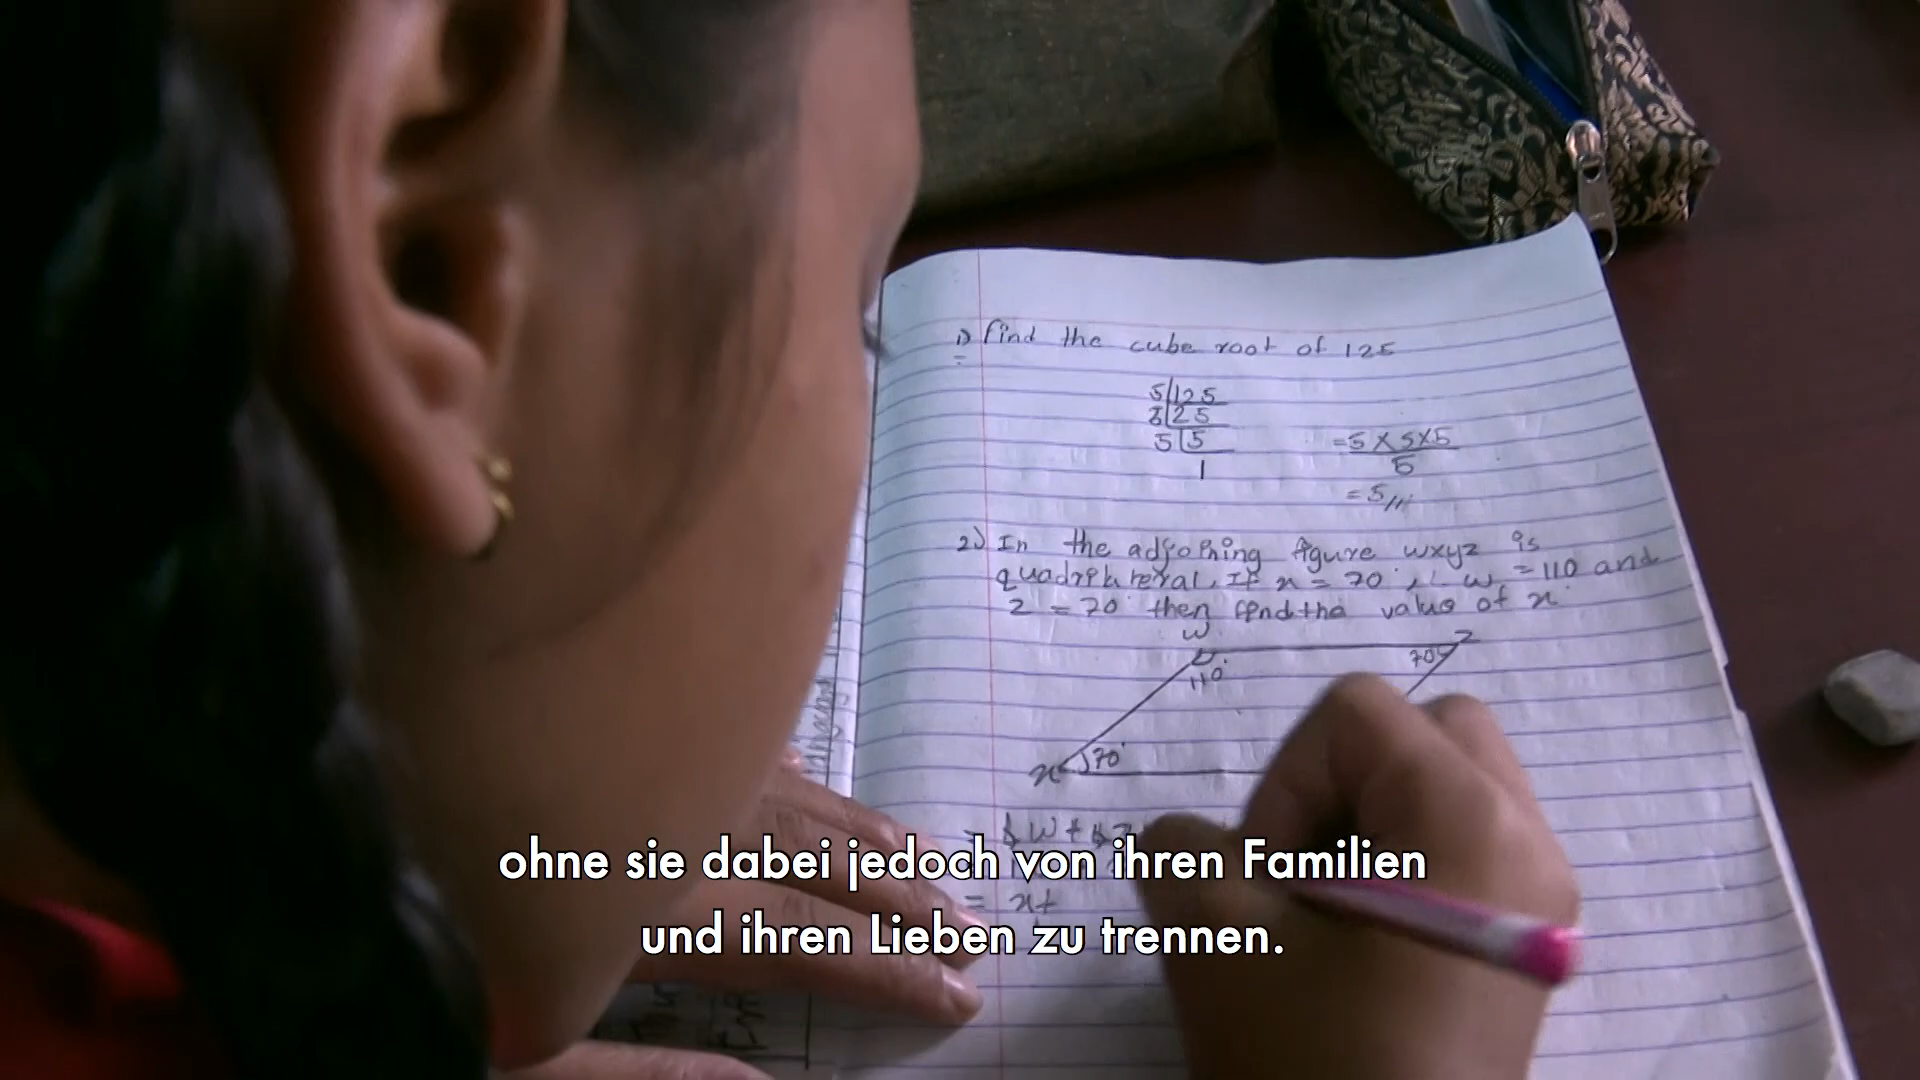 1) find the cube root of 125
5 125
5 25
5 5
1
= 5 X 5 X 5
5
= 5 //
2) In the adjoining figure wxyz is
quadrilateral. If x = 70°, ∠ w = 110 and
z = 70° then find the value of x
w
z
110°
70°
x
70°
= ∠w + ∠z
= x +
ohne sie dabei jedoch von ihren Familien
und ihren Lieben zu trennen.